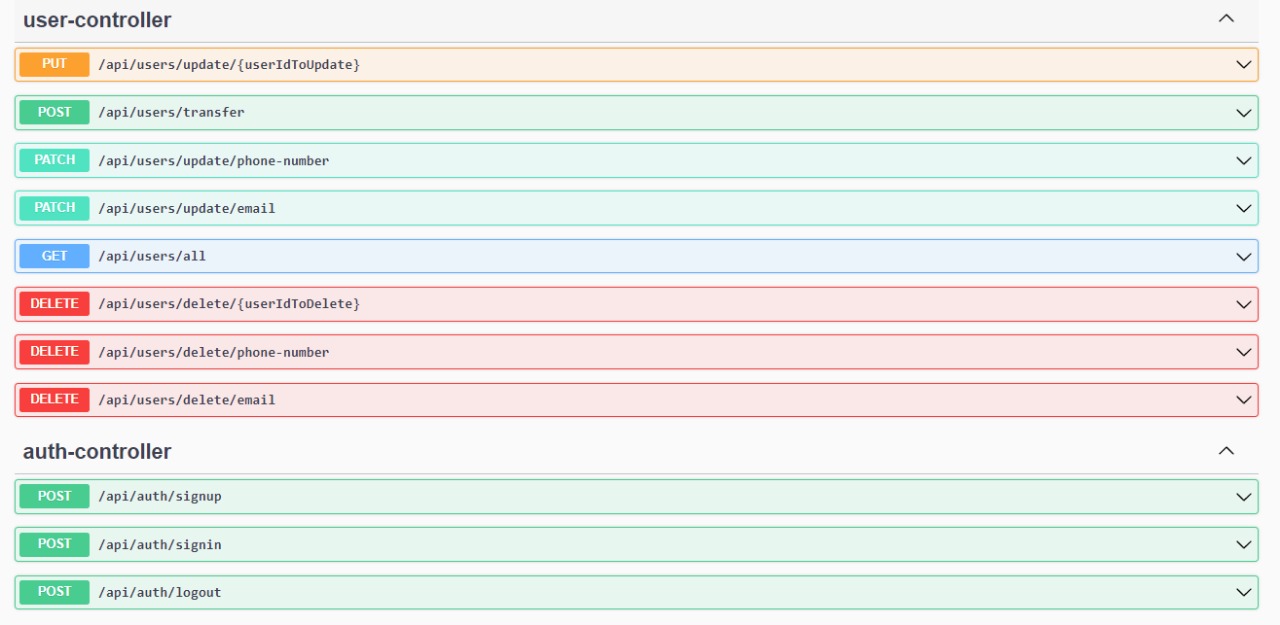 user-controller
PUT /api/users/update/{userIdToUpdate}
POST /api/users/transfer
PATCH /api/users/update/phone-number
PATCH /api/users/update/email
GET /api/users/all
DELETE /api/users/delete/{userIdToDelete}
DELETE /api/users/delete/phone-number
DELETE /api/users/delete/email
auth-controller
POST /api/auth/signup
POST /api/auth/signin
POST /api/auth/logout